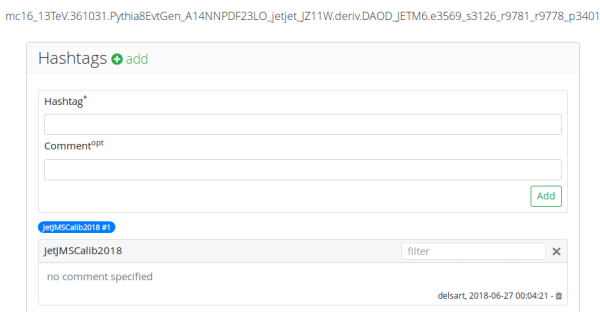 mc16_13TeV.361031.Pythia8EvtGen_A14NNPDF23LO_jetjet_JZ11W.deriv.DAOD_JETM6.e3569_s3126_r9781_r9778_p3401
Hashtags add
Hashtag*
Comment opt
Add
JetJMSCalib2018 #1
JetJMSCalib2018 filter
no comment specified
delsart, 2018-06-27 00:04:21 -